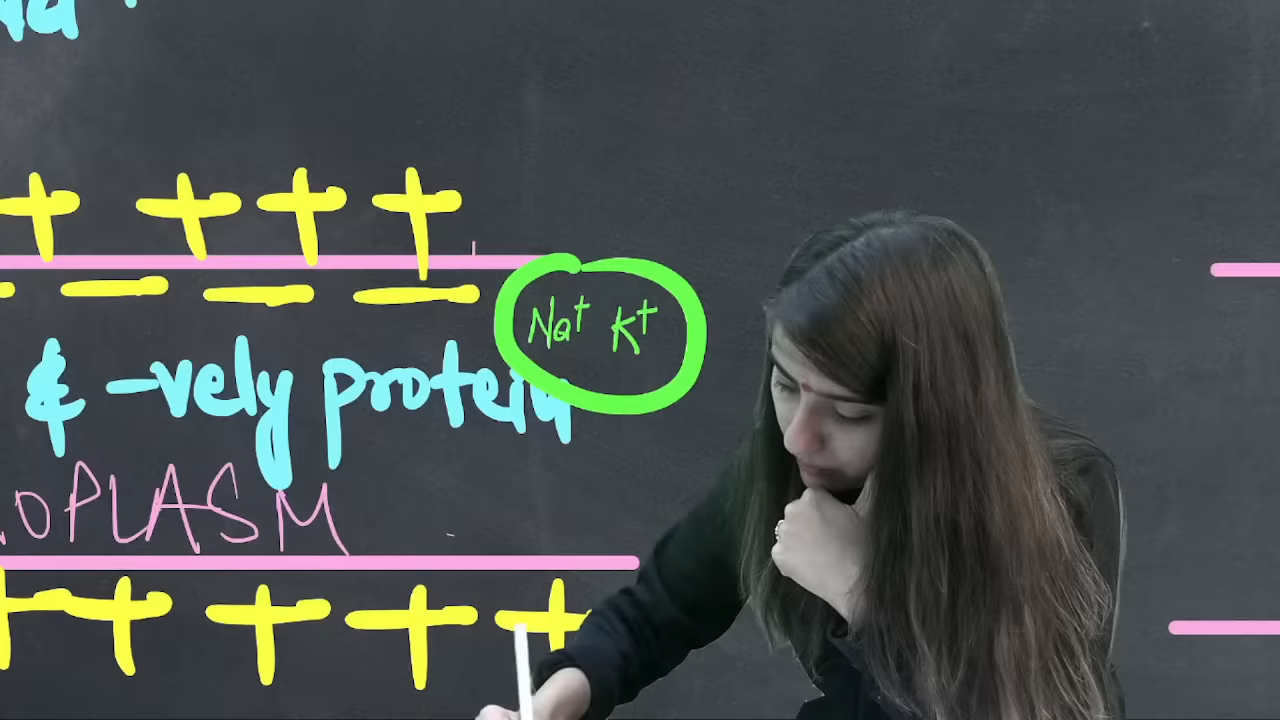 + + + +
Na⁺ K⁺
& -vely protein
OPLASM
+ + + + +